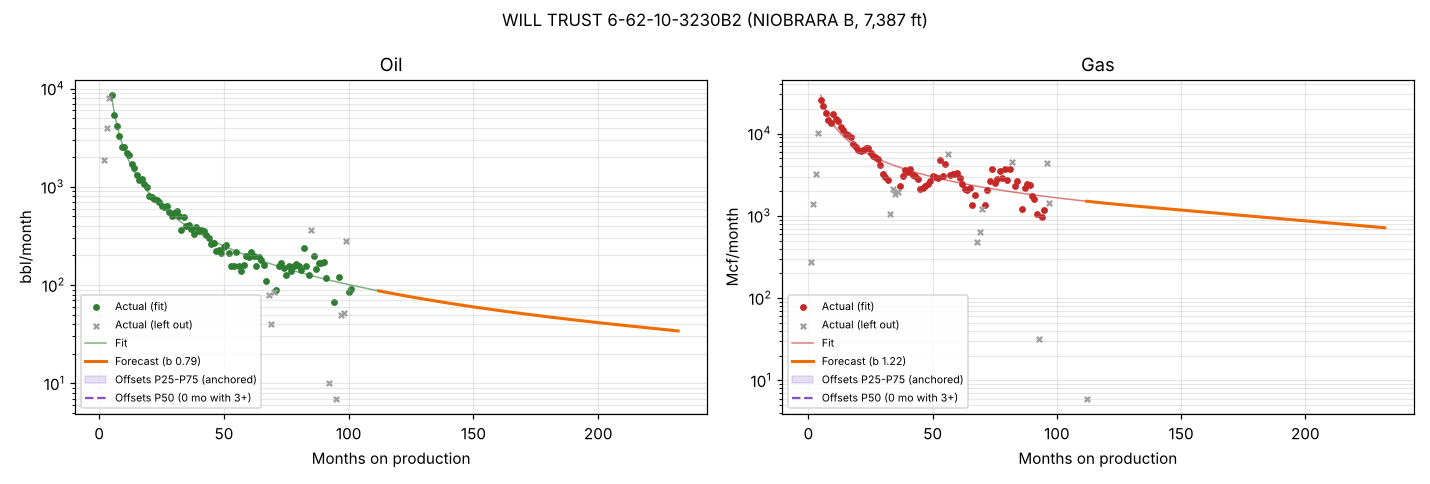 WILL TRUST 6-62-10-3230B2 (NIOBRARA B, 7,387 ft)
Oil
bbl/month
10⁴
10³
10²
10¹
Actual (fit)
Actual (left out)
Fit
Forecast (b 0.79)
Offsets P25-P75 (anchored)
Offsets P50 (0 mo with 3+)
0
50
100
150
200
Months on production
Gas
Mcf/month
10⁴
10³
10²
10¹
Actual (fit)
Actual (left out)
Fit
Forecast (b 1.22)
Offsets P25-P75 (anchored)
Offsets P50 (0 mo with 3+)
0
50
100
150
200
Months on production